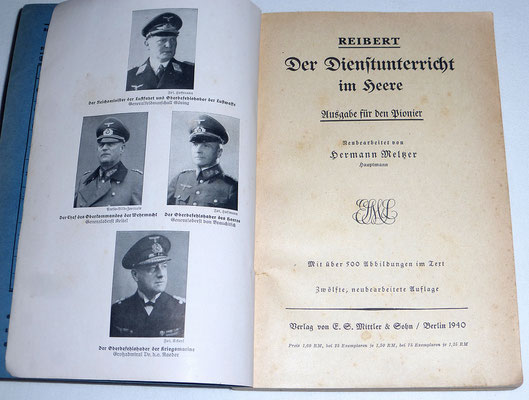 Phot. Hofmann
Der Reichsminister der Luftfahrt und Oberbefehlshaber der Luftwaffe
Generalfeldmarschall Göring
Der Chef des Oberkommandos der Wehrmacht
Generaloberst Keitel
Der Oberbefehlshaber des Heeres
Generaloberst von Brauchitsch
Der Oberbefehlshaber der Kriegsmarine
Großadmiral Dr. h.c. Raeder
REIBERT
Der Dienstunterricht
im Heere
Ausgabe für den Pionier
Neubearbeitet von
Hermann Meltzer
Hauptmann
Mit über 500 Abbildungen im Text
Zwölfte, neubearbeitete Auflage
Verlag von E. S. Mittler & Sohn / Berlin 1940